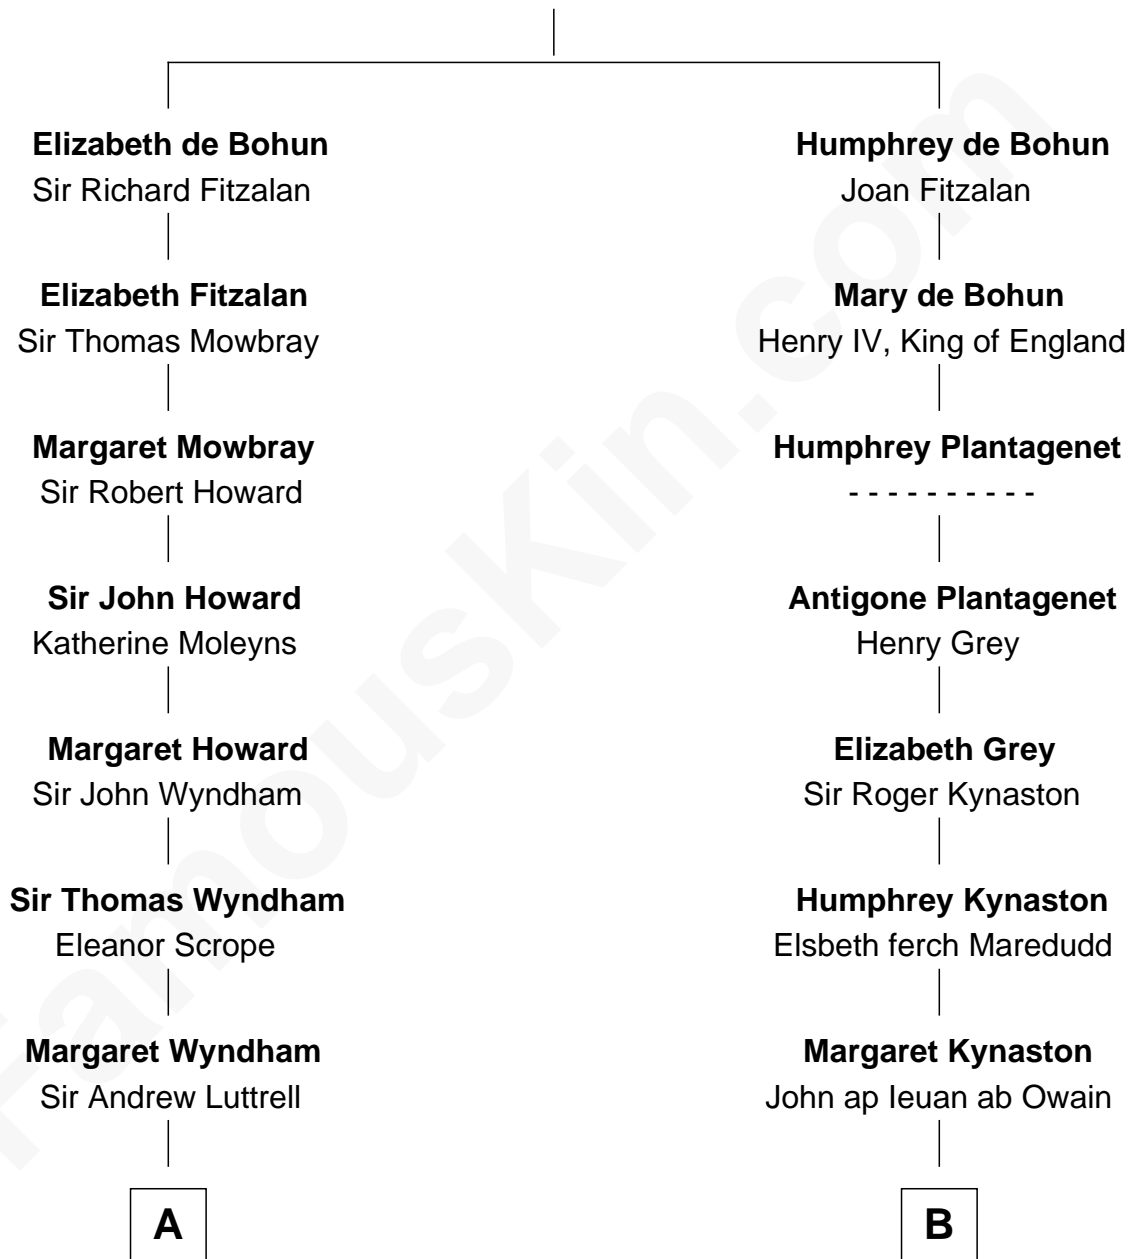 Elizabeth de Bohun
Sir Richard Fitzalan
Humphrey de Bohun
Joan Fitzalan
Elizabeth Fitzalan
Sir Thomas Mowbray
Mary de Bohun
Henry IV, King of England
Margaret Mowbray
Sir Robert Howard
Humphrey Plantagenet
- - - - - - - - - -
Sir John Howard
Katherine Moleyns
Antigone Plantagenet
Henry Grey
Margaret Howard
Sir John Wyndham
Elizabeth Grey
Sir Roger Kynaston
Sir Thomas Wyndham
Eleanor Scrope
Humphrey Kynaston
Elsbeth ferch Maredudd
Margaret Wyndham
Sir Andrew Luttrell
Margaret Kynaston
John ap Ieuan ab Owain
A
B
FamousKin.com